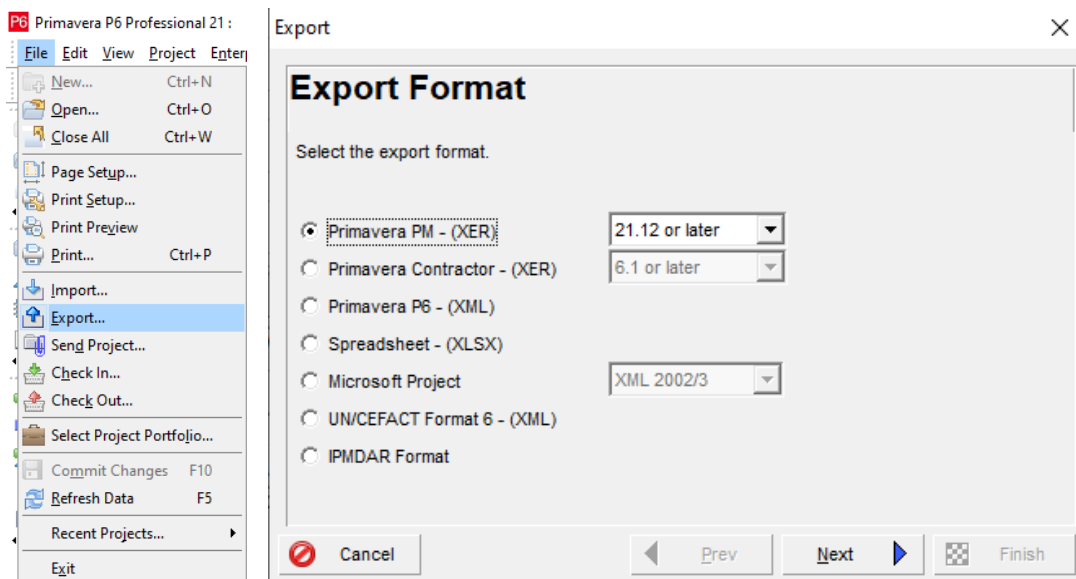 P6 Primavera P6 Professional 21 :
File Edit View Project Enter
New... Ctrl+N
Open... Ctrl+O
Close All Ctrl+W
Page Setup...
Print Setup...
Print Preview
Print... Ctrl+P
Import...
Export...
Send Project...
Check In...
Check Out...
Select Project Portfolio...
Commit Changes F10
Refresh Data F5
Recent Projects...
Exit
Export
Export Format
Select the export format.
Primavera PM - (XER) 21.12 or later
Primavera Contractor - (XER) 6.1 or later
Primavera P6 - (XML)
Spreadsheet - (XLSX)
Microsoft Project XML 2002/3
UN/CEFACT Format 6 - (XML)
IPMDAR Format
Cancel Prev Next Finish